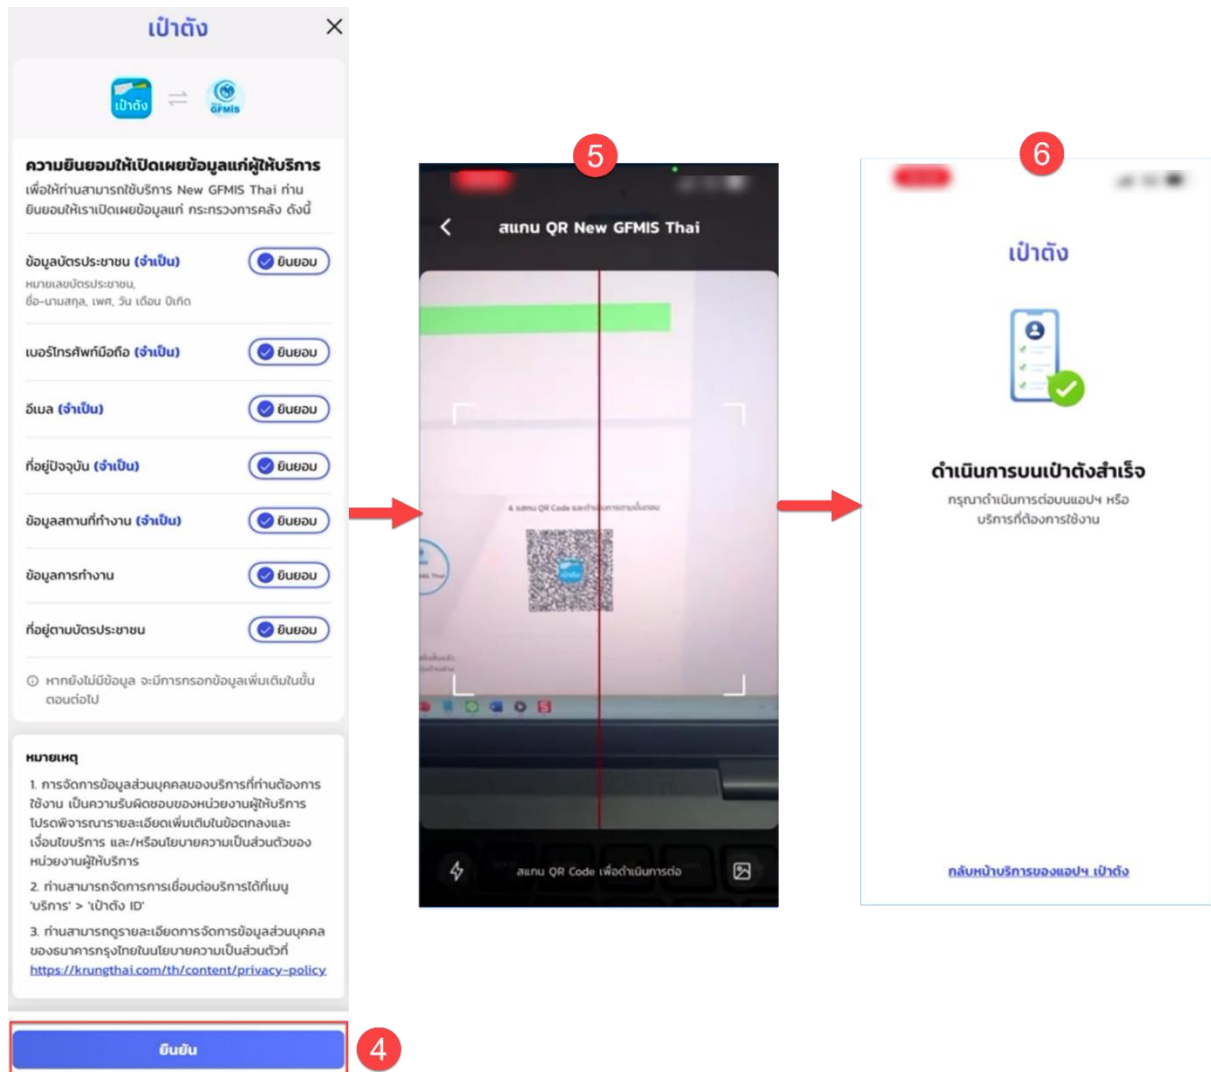 เป๋าตัง
เป๋าตัง
GFMIS
ความยินยอมให้เปิดเผยข้อมูลแก่ผู้ให้บริการ
เพื่อให้ท่านสามารถใช้บริการ New GFMIS Thai ท่าน
ยินยอมให้เราเปิดเผยข้อมูลแก่ กระทรวงการคลัง ดังนี้
ข้อมูลบัตรประชาชน (จำเป็น) ยินยอม
หมายเลขบัตรประชาชน,
ชื่อ-นามสกุล, เพศ, วัน เดือน ปีเกิด
เบอร์โทรศัพท์มือถือ (จำเป็น) ยินยอม
อีเมล (จำเป็น) ยินยอม
ที่อยู่ปัจจุบัน (จำเป็น) ยินยอม
ข้อมูลสถานที่ทำงาน (จำเป็น) ยินยอม
ข้อมูลการทำงาน ยินยอม
ที่อยู่ตามบัตรประชาชน ยินยอม
หากยังไม่มีข้อมูล จะมีการกรอกข้อมูลเพิ่มเติมในขั้น
ตอนต่อไป
หมายเหตุ
1. การจัดการข้อมูลส่วนบุคคลของบริการที่ท่านต้องการ
ใช้งาน เป็นความรับผิดชอบของหน่วยงานผู้ให้บริการ
โปรดพิจารณารายละเอียดเพิ่มเติมในข้อตกลงและ
เงื่อนไขบริการ และ/หรือนโยบายความเป็นส่วนตัวของ
หน่วยงานผู้ให้บริการ
2. ท่านสามารถจัดการการเชื่อมต่อบริการได้ที่เมนู
'บริการ' > 'เป๋าตัง ID'
3. ท่านสามารถดูรายละเอียดการจัดการข้อมูลส่วนบุคคล
ของธนาคารกรุงไทยในนโยบายความเป็นส่วนตัวที่
https://krungthai.com/th/content/privacy-policy
ยืนยัน
4
5
สแกน QR New GFMIS Thai
4. แสกน QR Code และดำเนินการตามขั้นตอน
เป๋าตัง
สแกน QR Code เพื่อดำเนินการต่อ
6
เป๋าตัง
ดำเนินการบนเป๋าตังสำเร็จ
กรุณาดำเนินการต่อบนแอปฯ หรือ
บริการที่ต้องการใช้งาน
กลับหน้าบริการของแอปฯ เป๋าตัง